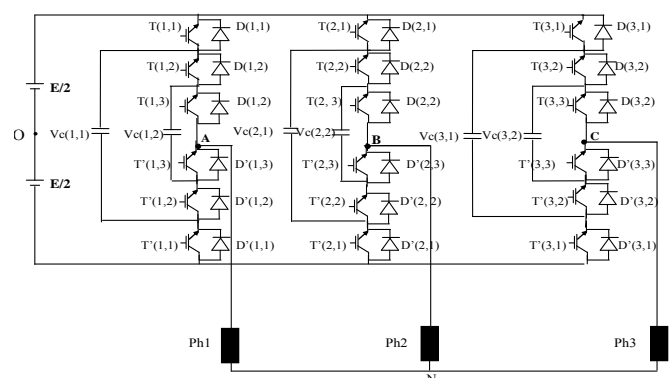 T(1,1) D(1,1) T(2,1) D(2,1) T(3,1) D(3,1)
T(1,2) D(1,2) T(2,2) D(2,2) T(3,2) D(3,2)
E/2
T(1,3) D(1,2) T(2, 3) D(2,2) T(3,3) D(3,2)
O Vc(1,1) Vc(1,2) A Vc(2,1) Vc(2,2) B Vc(3,1) Vc(3,2) C
T'(1,3) D'(1,3) T'(2,3) D'(2,3) T'(3,3) D'(3,3)
E/2
T'(1,2) D'(1,2) T'(2,2) D'(2,2) T'(3,2) D'(3,2)
T'(1,1) D'(1,1) T'(2,1) D'(2,1) T'(3,1) D'(3,1)
Ph1 Ph2 Ph3
N